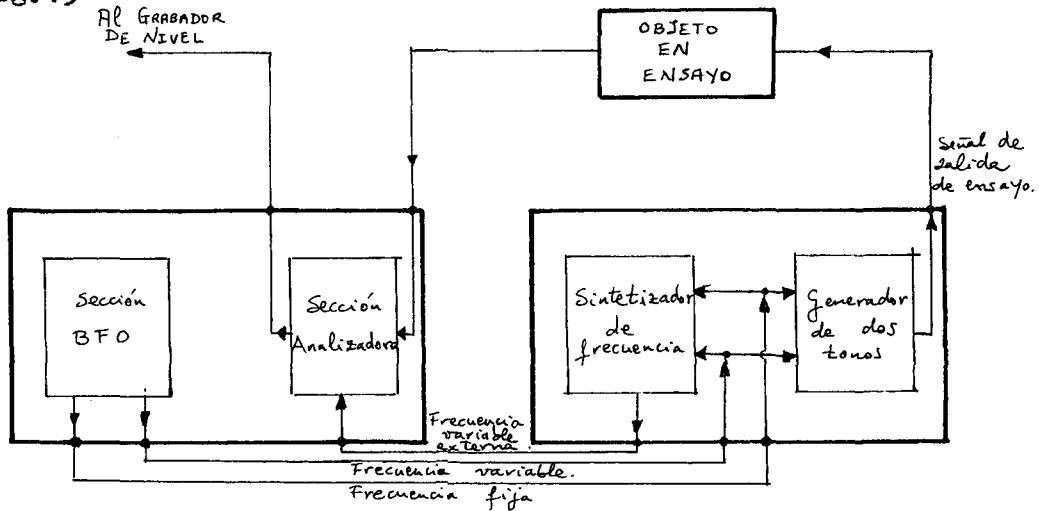 Al GRABADOR
DE NIVEL
OBJETO
EN
ENSAYO
Señal de
salida
de ensayo.
Sección
BFO
Sección
Analizadora
Sintetizador
de
frecuencia
Generador
de dos
tonos
Frecuencia
variable
externa.
Frecuencia variable.
Frecuencia fija